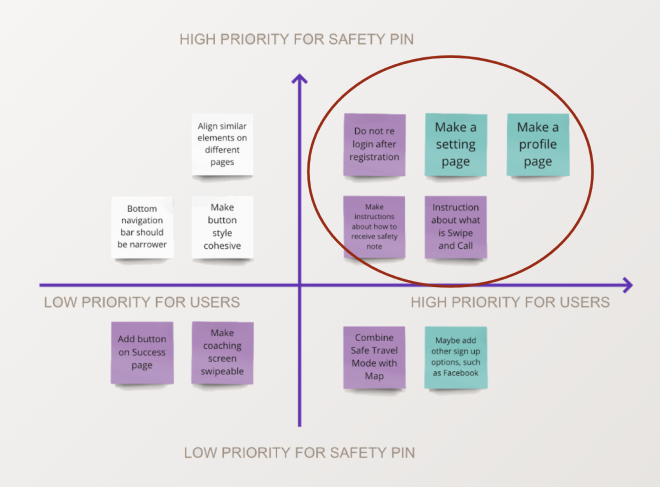 HIGH PRIORITY FOR SAFETY PIN
Align similar
elements on
different
pages
Do not re
login after
registration
Make a
setting
page
Make a
profile
page
Bottom
navigation
bar should
be narrower
Make
button
style
cohesive
Make
instructions
about how to
receive safety
note
Instruction
about what
is Swipe
and Call
LOW PRIORITY FOR USERS
HIGH PRIORITY FOR USERS
Add button
on Success
page
Make
coaching
screen
swipeable
Combine
Safe Travel
Mode with
Map
Maybe add
other sign up
options, such
as Facebook
LOW PRIORITY FOR SAFETY PIN